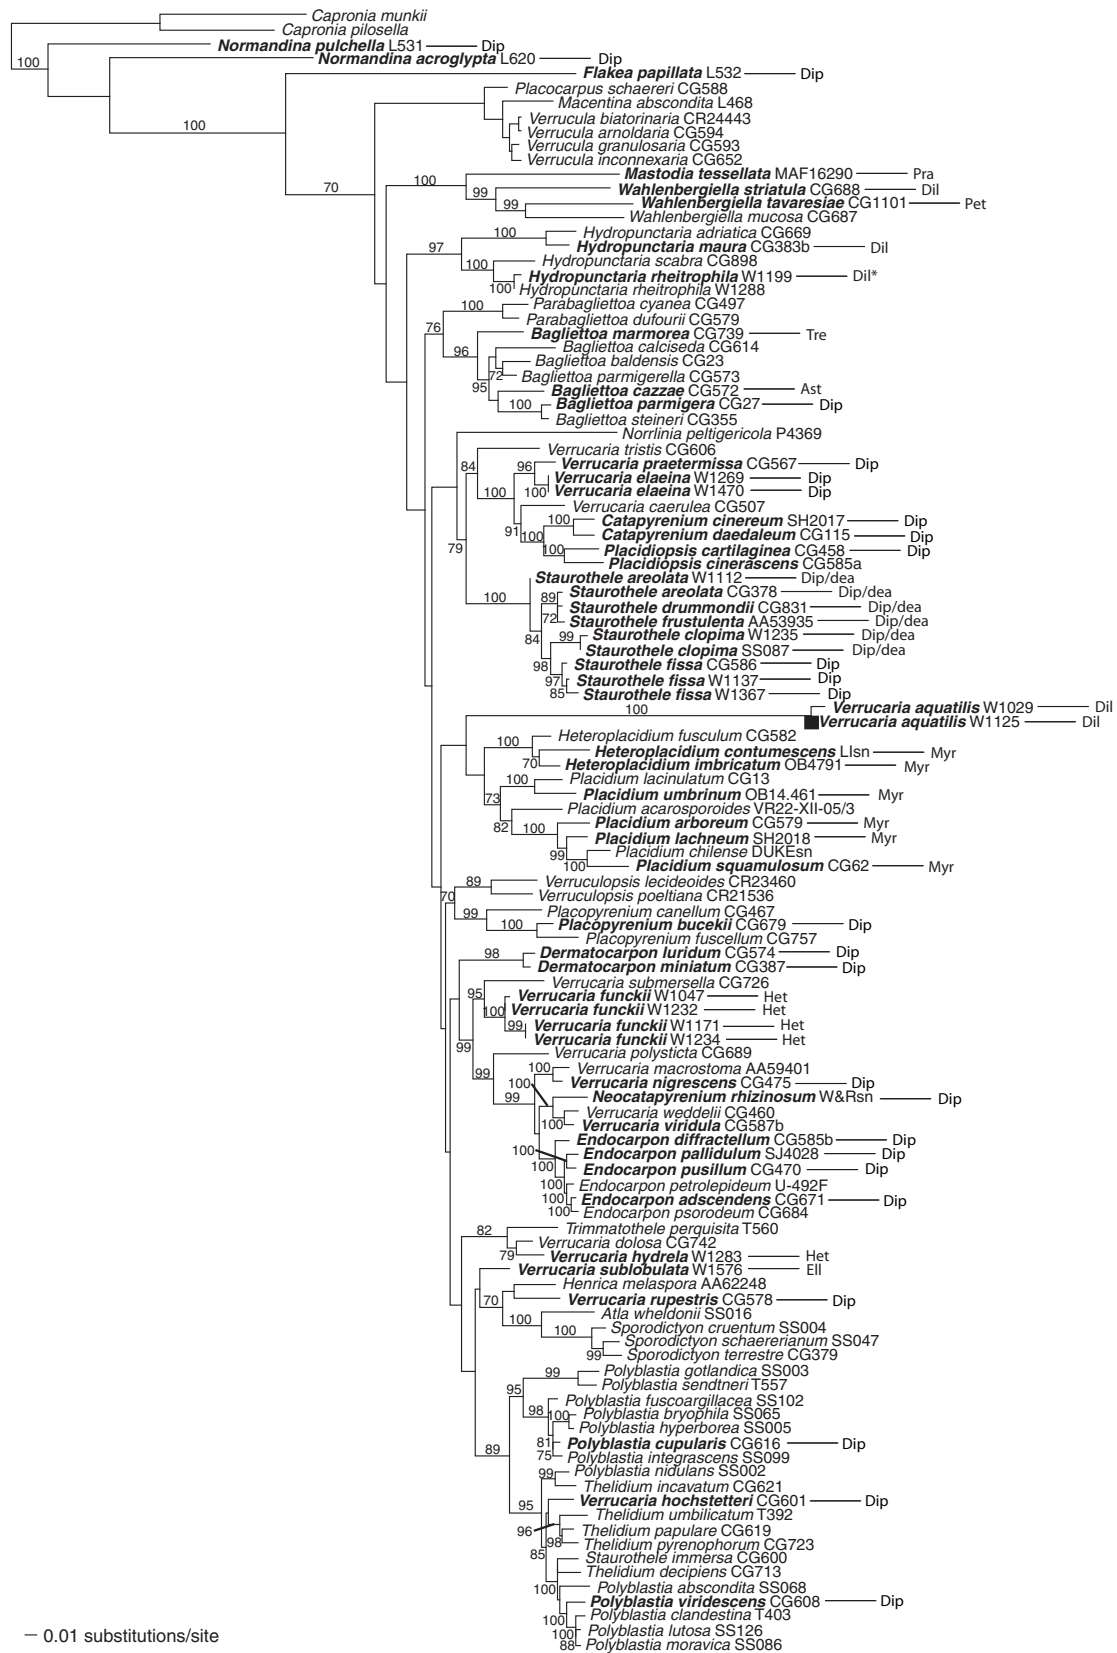 Capronia munkii
Capronia pilosella
Normandina pulchella L531 Dip
100
Normandina acroglypta L620 Dip
Flakea papillata L532 Dip
Placocarpus schaereri CG588
Macentina abscondita L468
Verrucula biatorinaria CR24443
100
Verrucula arnoldaria CG594
Verrucula granulosaria CG593
Verrucula inconnexaria CG652
Mastodia tessellata MAF16290 Pra
100
70
Wahlenbergiella striatula CG688 Dil
99
Wahlenbergiella tavaresiae CG1101 Pet
99
Wahlenbergiella mucosa CG687
Hydropunctaria adriatica CG669
100
97
Hydropunctaria maura CG383b Dil
Hydropunctaria scabra CG898
100
Hydropunctaria rheitrophila W1199 Dil*
100
Hydropunctaria rheitrophila W1288
Parabagliettoa cyanea CG497
100
Parabagliettoa dufourii CG579
76
Bagliettoa marmorea CG739 Tre
96
Bagliettoa calciseda CG614
Bagliettoa baldensis CG23
72
Bagliettoa parmigerella CG573
95
Bagliettoa cazzae CG572 Ast
100
Bagliettoa parmigera CG27 Dip
Bagliettoa steineri CG355
Norrlinia peltigericola P4369
Verrucaria tristis CG606
84
96
Verrucaria praetermissa CG567 Dip
Verrucaria elaeina W1269 Dip
100
100
Verrucaria elaeina W1470 Dip
Verrucaria caerulea CG507
100
Catapyrenium cinereum SH2017 Dip
91
100
Catapyrenium daedaleum CG115 Dip
79
100
Placidiopsis cartilaginea CG458 Dip
Placidiopsis cinerascens CG585a
Staurothele areolata W1112 Dip/dea
100
89
Staurothele areolata CG378 Dip/dea
Staurothele drummondii CG831 Dip/dea
72
Staurothele frustulenta AA53935 Dip/dea
84
99
Staurothele clopima W1235 Dip/dea
Staurothele clopima SS087 Dip/dea
98
Staurothele fissa CG586 Dip
97
Staurothele fissa W1137 Dip
85
Staurothele fissa W1367 Dip
100
Verrucaria aquatilis W1029 Dil
Verrucaria aquatilis W1125 Dil
Heteroplacidium fusculum CG582
100
Heteroplacidium contumescens LIsn Myr
70
Heteroplacidium imbricatum OB4791 Myr
Placidium lacinulatum CG13
100
Placidium umbrinum OB14.461 Myr
73
Placidium acarosporoides VR22-XII-05/3
82
100
Placidium arboreum CG579 Myr
Placidium lachneum SH2018 Myr
99
Placidium chilense DUKEsn
100
Placidium squamulosum CG62 Myr
89
Verruculopsis lecideoides CR23460
70
Verruculopsis poeltiana CR21536
99
Placopyrenium canellum CG467
100
Placopyrenium bucekii CG679 Dip
Placopyrenium fuscellum CG757
98
Dermatocarpon luridum CG574 Dip
Dermatocarpon miniatum CG387 Dip
Verrucaria submersella CG726
95
Verrucaria funckii W1047 Het
100
Verrucaria funckii W1232 Het
99
Verrucaria funckii W1171 Het
Verrucaria funckii W1234 Het
99
Verrucaria polysticta CG689
99
100
Verrucaria macrostoma AA59401
100
Verrucaria nigrescens CG475 Dip
99
Neocatapyrenium rhizinosum W&Rsn Dip
Verrucaria weddelii CG460
100
Verrucaria viridula CG587b
Endocarpon diffractellum CG585b Dip
100
Endocarpon pallidulum SJ4028 Dip
100
Endocarpon pusillum CG470 Dip
100
Endocarpon petrolepideum U-492F
100
Endocarpon adscendens CG671 Dip
100
Endocarpon psorodeum CG684
82
Trimmatothele perquisita T560
Verrucaria dolosa CG742
79
Verrucaria hydrela W1283 Het
Verrucaria sublobulata W1576 Ell
Henrica melaspora AA62248
70
Verrucaria rupestris CG578 Dip
100
Atla wheldonii SS016
100
Sporodictyon cruentum SS004
Sporodictyon schaererianum SS047
99
Sporodictyon terrestre CG379
99
Polyblastia gotlandica SS003
95
Polyblastia sendtneri T557
Polyblastia fuscoargillacea SS102
98
100
Polyblastia bryophila SS065
Polyblastia hyperborea SS005
81
Polyblastia cupularis CG616 Dip
89
75
Polyblastia integrascens SS099
99
Polyblastia nidulans SS002
Thelidium incavatum CG621
95
Verrucaria hochstetteri CG601 Dip
Thelidium umbilicatum T392
96
Thelidium papulare CG619
98
Thelidium pyrenophorum CG723
85
Staurothele immersa CG600
Thelidium decipiens CG713
100
Polyblastia abscondita SS068
Polyblastia viridescens CG608 Dip
100
Polyblastia clandestina T403
100
Polyblastia lutosa SS126
88
Polyblastia moravica SS086
0.01 substitutions/site